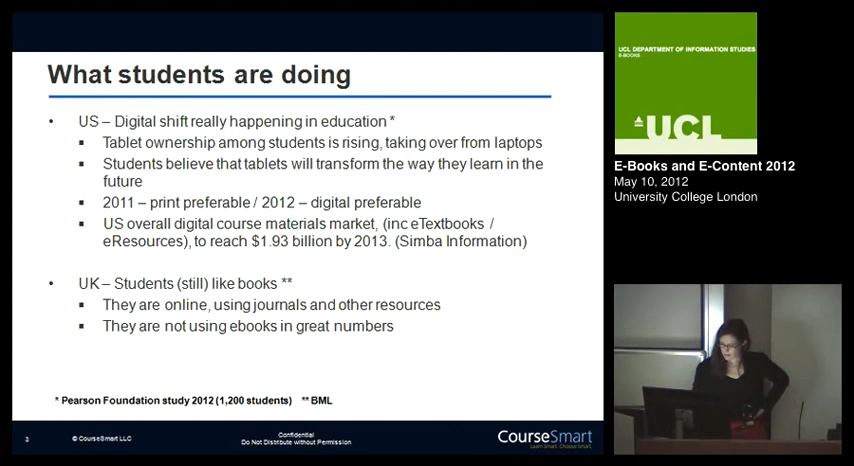 What students are doing
• US – Digital shift really happening in education *
▪ Tablet ownership among students is rising, taking over from laptops
▪ Students believe that tablets will transform the way they learn in the
future
▪ 2011 – print preferable / 2012 – digital preferable
▪ US overall digital course materials market, (inc eTextbooks /
eResources), to reach $1.93 billion by 2013. (Simba Information)
• UK – Students (still) like books **
▪ They are online, using journals and other resources
▪ They are not using ebooks in great numbers
* Pearson Foundation study 2012 (1,200 students) ** BML
3
© CourseSmart LLC
Confidential
Do Not Distribute without Permission
CourseSmart
Learn Smart. Choose Smart.
UCL DEPARTMENT OF INFORMATION STUDIES
E-BOOKS
UCL
E-Books and E-Content 2012
May 10, 2012
University College London